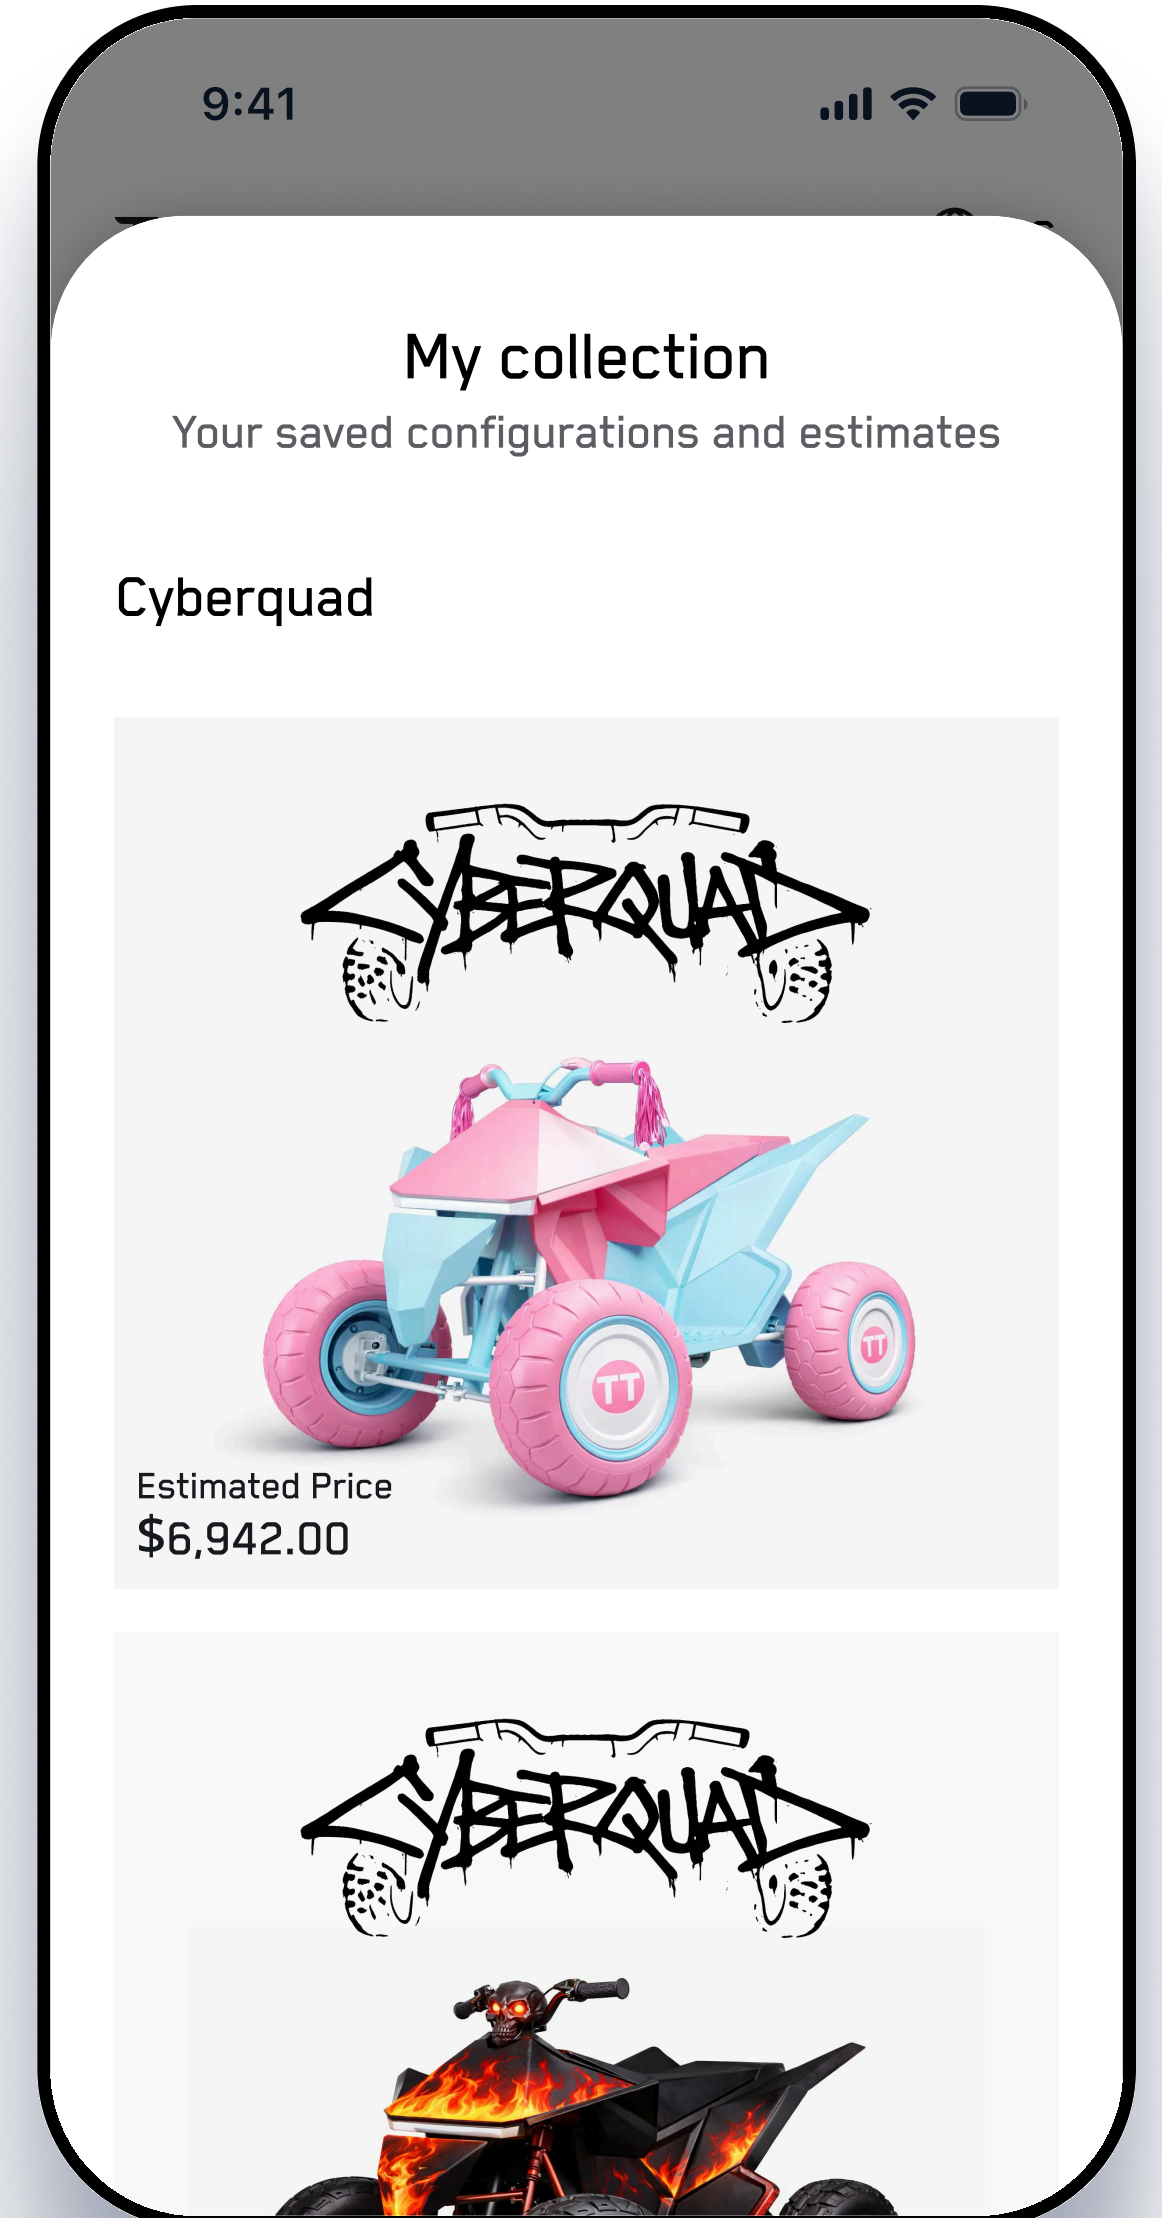 9:41
My collection
Your saved configurations and estimates
Cyberquad
CYBERQUAD
TT
TT
Estimated Price
$6,942.00
CYBERQUAD